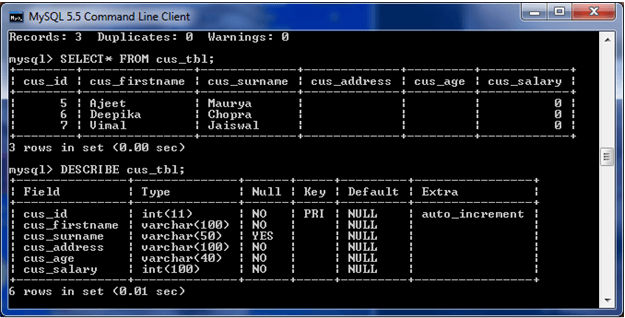 MySQL 5.5 Command Line Client
Records: 3  Duplicates: 0  Warnings: 0
mysql> SELECT* FROM cus_tbl;
+--------+---------------+-------------+-------------+---------+------------+
| cus_id | cus_firstname | cus_surname | cus_address | cus_age | cus_salary |
+--------+---------------+-------------+-------------+---------+------------+
|      5 | Ajeet         | Maurya      |             |         |          0 |
|      6 | Deepika       | Chopra      |             |         |          0 |
|      7 | Vimal         | Jaiswal     |             |         |          0 |
+--------+---------------+-------------+-------------+---------+------------+
3 rows in set (0.00 sec)
mysql> DESCRIBE cus_tbl;
+---------------+--------------+------+-----+---------+----------------+
| Field         | Type         | Null | Key | Default | Extra          |
+---------------+--------------+------+-----+---------+----------------+
| cus_id        | int(11)      | NO   | PRI | NULL    | auto_increment |
| cus_firstname | varchar(100) | NO   |     | NULL    |                |
| cus_surname   | varchar(50)  | YES  |     | NULL    |                |
| cus_address   | varchar(100) | NO   |     | NULL    |                |
| cus_age       | varchar(40)  | NO   |     | NULL    |                |
| cus_salary    | int(100)     | NO   |     | NULL    |                |
+---------------+--------------+------+-----+---------+----------------+
6 rows in set (0.01 sec)